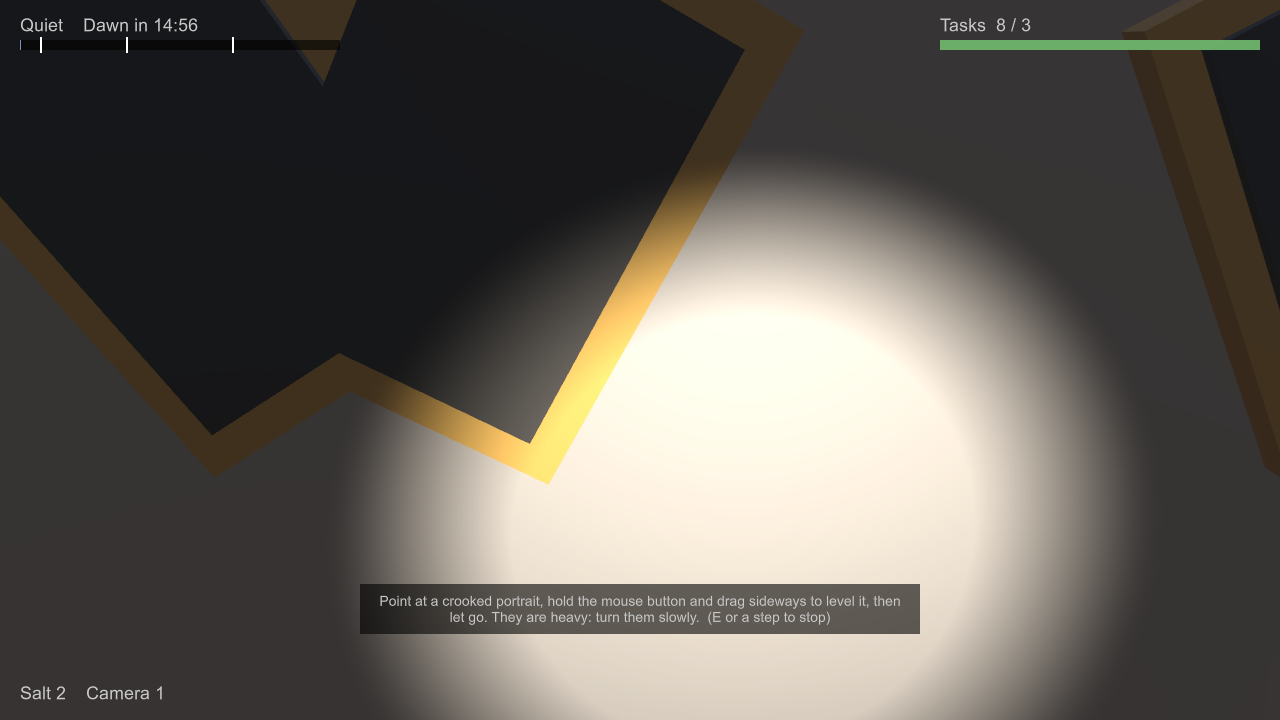 Quiet Dawn in 14:56
Tasks 8 / 3
Point at a crooked portrait, hold the mouse button and drag sideways to level it, then
let go. They are heavy: turn them slowly. (E or a step to stop)
Salt 2 Camera 1